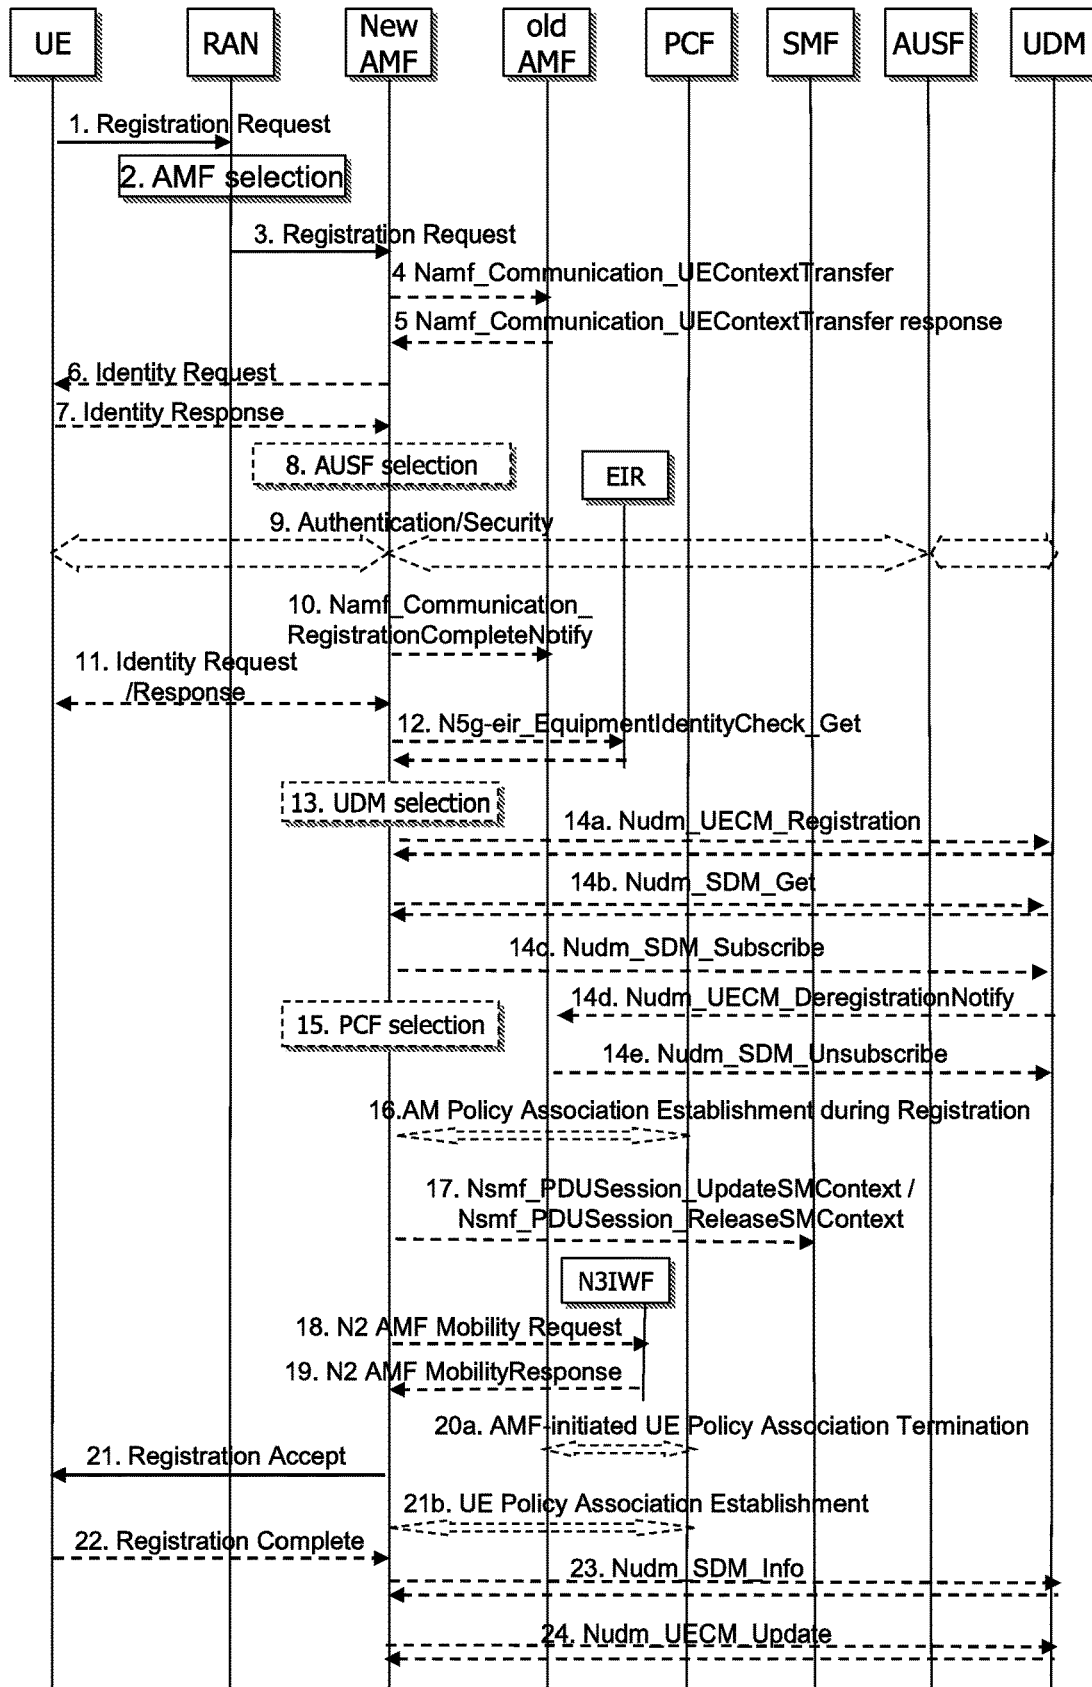 UE
RAN
New
AMF
old
AMF
PCF
SMF
AUSF
UDM
1. Registration Request
2. AMF selection
3. Registration Request
4 Namf_Communication_UEContextTransfer
5 Namf_Communication_UEContextTransfer response
6. Identity Request
7. Identity Response
8. AUSF selection
EIR
9. Authentication/Security
10. Namf_Communication_
RegistrationCompleteNotify
11. Identity Request
/Response
12. N5g-eir_EquipmentIdentityCheck_Get
13. UDM selection
14a. Nudm_UECM_Registration
14b. Nudm_SDM_Get
14c. Nudm_SDM_Subscribe
14d. Nudm_UECM_DeregistrationNotify
15. PCF selection
14e. Nudm_SDM_Unsubscribe
16.AM Policy Association Establishment during Registration
17. Nsmf_PDUSession_UpdateSMContext /
Nsmf_PDUSession_ReleaseSMContext
N3IWF
18. N2 AMF Mobility Request
19. N2 AMF MobilityResponse
20a. AMF-initiated UE Policy Association Termination
21. Registration Accept
21b. UE Policy Association Establishment
22. Registration Complete
23. Nudm_SDM_Info
24. Nudm_UECM_Update